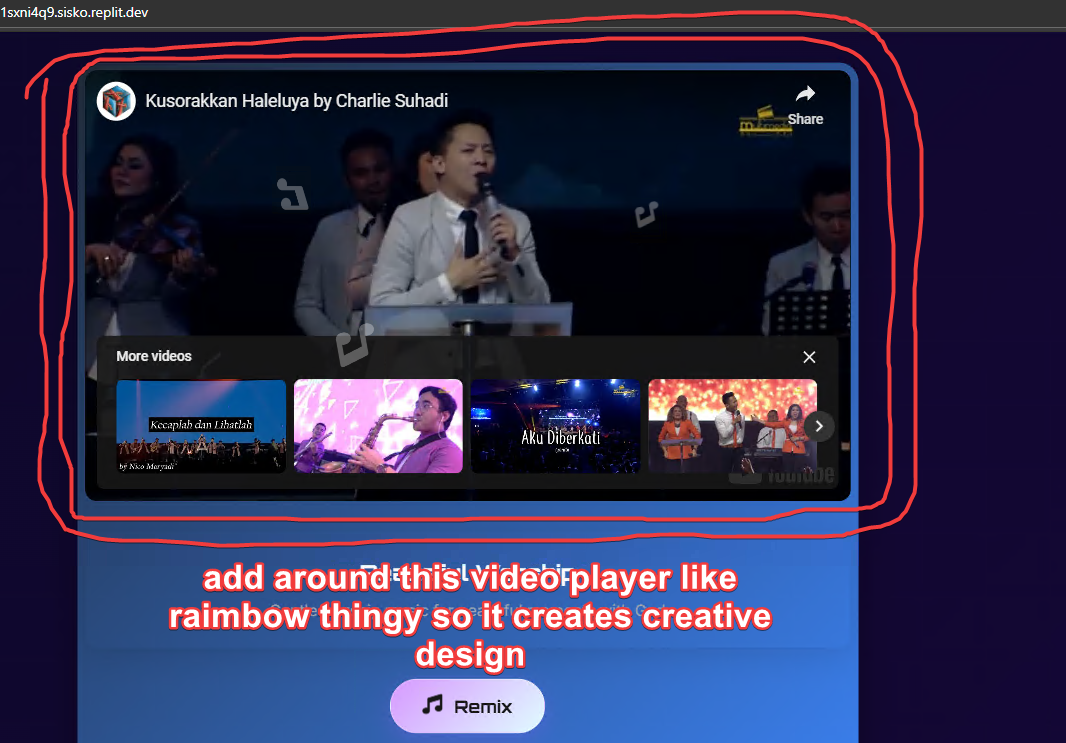 1sxni4q9.sisko.replit.dev
Kusorakkan Haleluya by Charlie Suhadi
Multimedia
Share
More videos
Kecaplah dan Lihatlah
by Nico Maryadi
AKu Diberkati
YouTube
add around this video player like
raimbow thingy so it creates creative
design
Remix